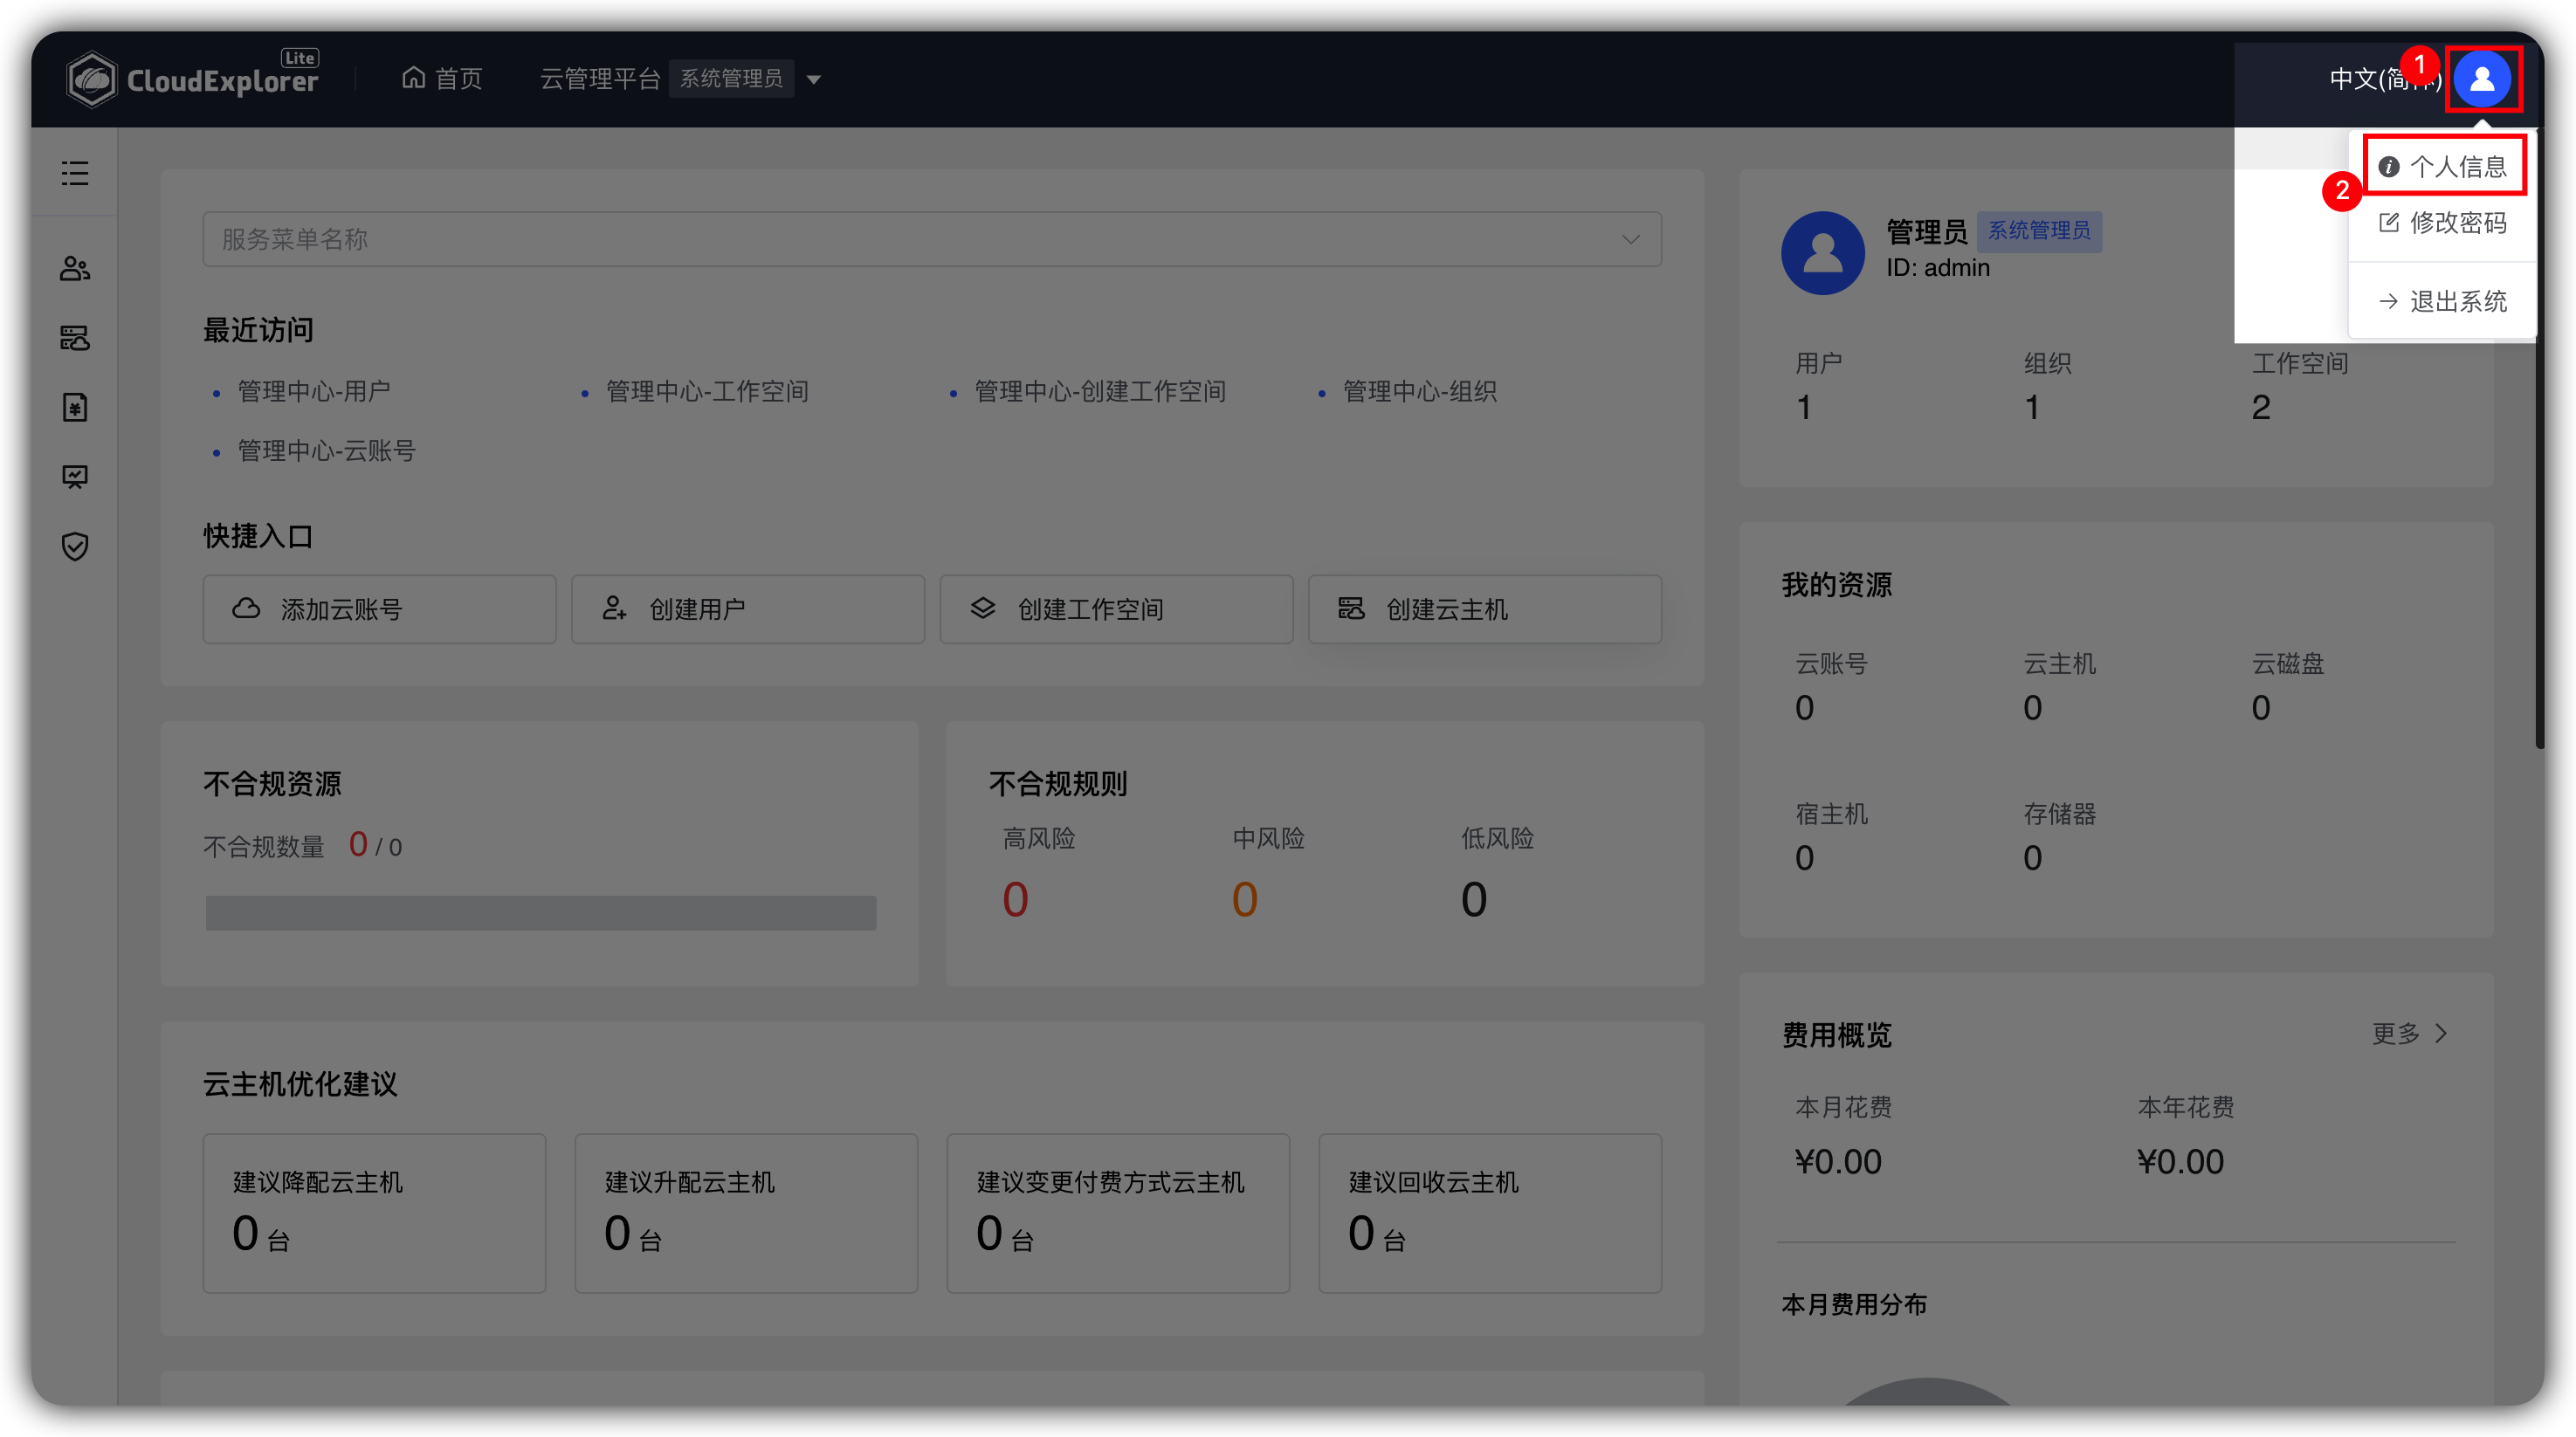 CloudExplorer Lite
首页
云管理平台 系统管理员
中文(简体)
1
2
个人信息
修改密码
退出系统
服务菜单名称
最近访问
管理中心-用户
管理中心-工作空间
管理中心-创建工作空间
管理中心-组织
管理中心-云账号
快捷入口
添加云账号
创建用户
创建工作空间
创建云主机
管理员 系统管理员
ID: admin
用户
组织
工作空间
1
1
2
我的资源
云账号
云主机
云磁盘
0
0
0
宿主机
存储器
0
0
不合规资源
不合规数量 0 / 0
不合规规则
高风险
中风险
低风险
0
0
0
费用概览
更多
本月花费
本年花费
¥0.00
¥0.00
本月费用分布
云主机优化建议
建议降配云主机
0 台
建议升配云主机
0 台
建议变更付费方式云主机
0 台
建议回收云主机
0 台